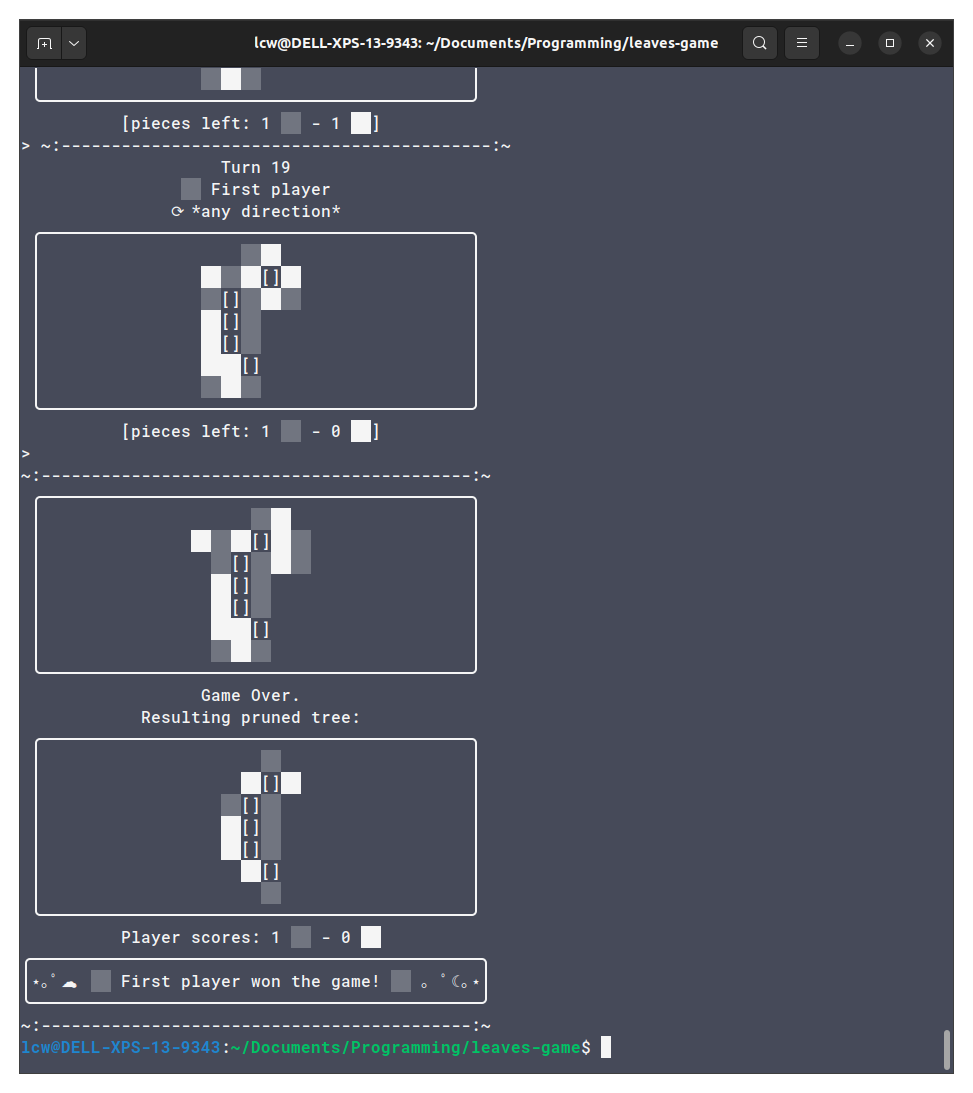 lcw@DELL-XPS-13-9343: ~/Documents/Programming/leaves-game
[pieces left: 1 - 1 ]
> ~:-------------------------------------------:~
Turn 19
First player
⟳ *any direction*
[]
[]
[]
[]
[]
[pieces left: 1 - 0 ]
>
~:-------------------------------------------:~
[]
[]
[]
[]
[]
Game Over.
Resulting pruned tree:
[]
[]
[]
[]
[]
Player scores: 1 - 0
⋆｡ﾟ☁︎ First player won the game! ｡ ﾟ☾｡⋆
~:-------------------------------------------:~
lcw@DELL-XPS-13-9343:~/Documents/Programming/leaves-game$